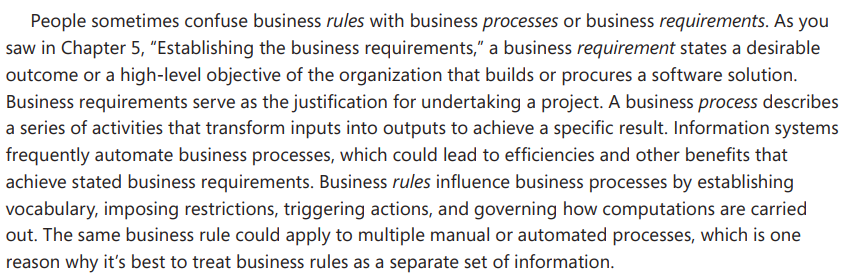 People sometimes confuse business rules with business processes or business requirements. As you
saw in Chapter 5, “Establishing the business requirements,” a business requirement states a desirable
outcome or a high-level objective of the organization that builds or procures a software solution.
Business requirements serve as the justification for undertaking a project. A business process describes
a series of activities that transform inputs into outputs to achieve a specific result. Information systems
frequently automate business processes, which could lead to efficiencies and other benefits that
achieve stated business requirements. Business rules influence business processes by establishing
vocabulary, imposing restrictions, triggering actions, and governing how computations are carried
out. The same business rule could apply to multiple manual or automated processes, which is one
reason why it’s best to treat business rules as a separate set of information.